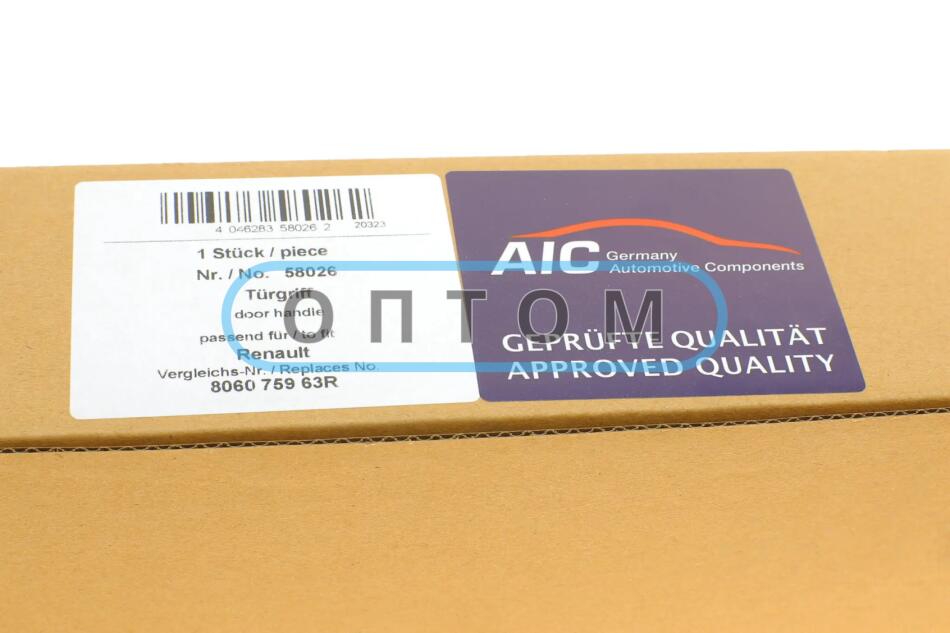 4 046283 58026 2 20323
1 Stück / piece
Nr. / No. 58026
Türgriff
door handle
passend für / to fit
Renault
Vergleichs-Nr. / Replaces No.
8060 759 63R
AIC Germany
Automotive Components
GEPRÜFTE QUALITÄT
APPROVED QUALITY
ОПТОМ